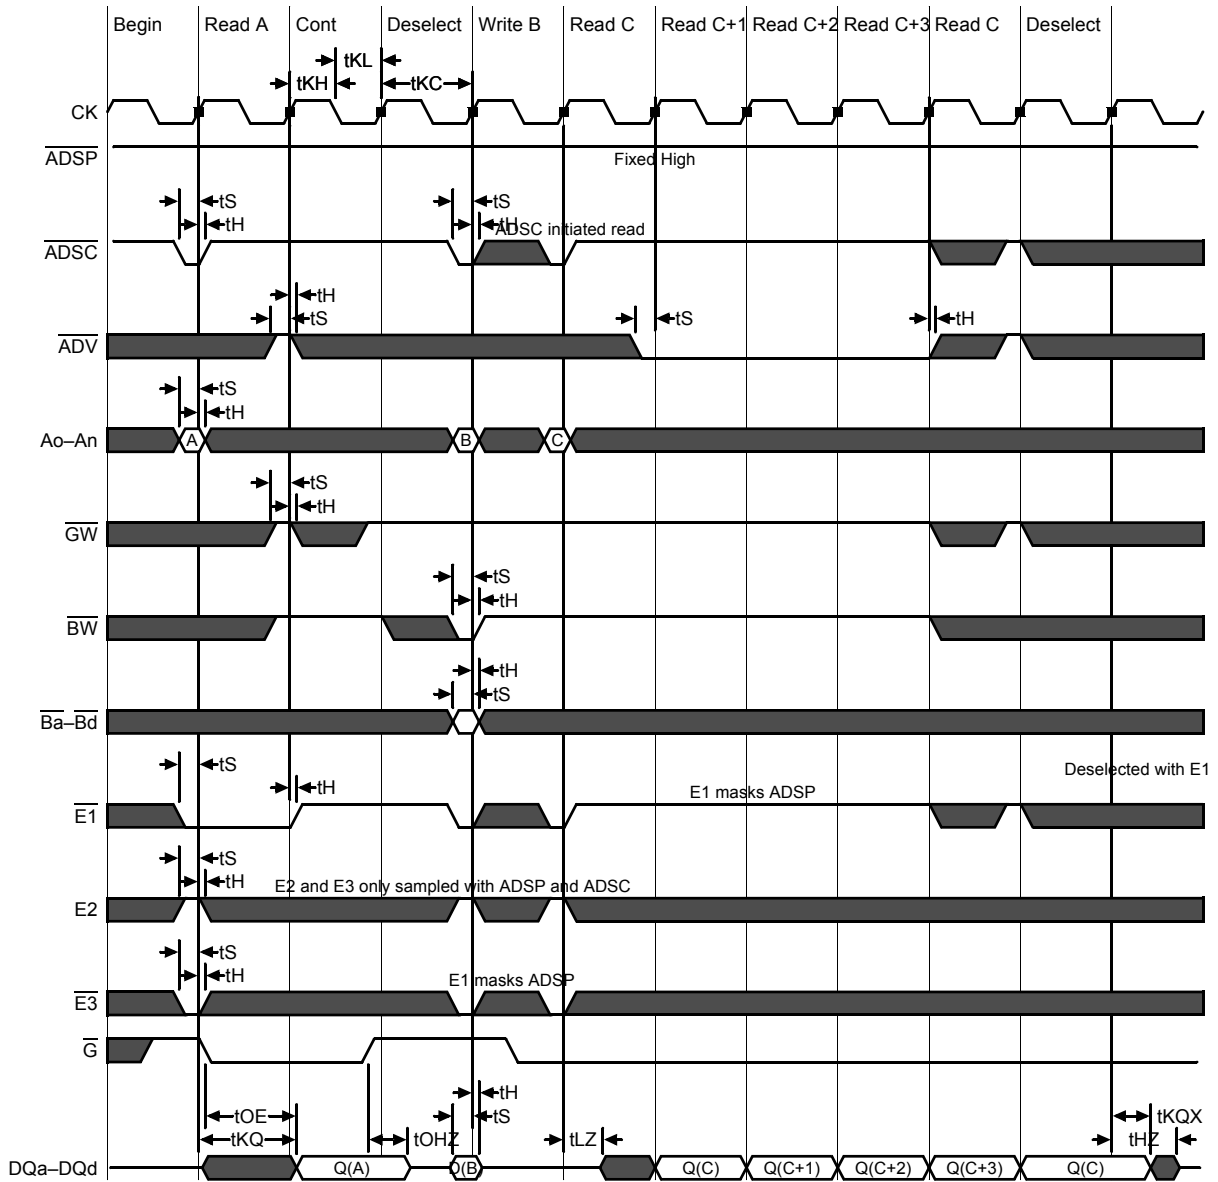 Begin Read A Cont Deselect Write B Read C Read C+1 Read C+2 Read C+3 Read C Deselect
tKL
tKH tKC
CK
ADSP
Fixed High
tS tS
tH tH
ADSC initiated read
ADSC
tH
tS tS tH
ADV
tS
tH
Ao–An A B C
tS
tH
GW
tS
tH
BW
tH
tS
Ba–Bd
tS Deselected with E1
tH
E1 masks ADSP
E1
tS
tH
E2 and E3 only sampled with ADSP and ADSC
E2
tS
tH
E1 masks ADSP
E3
G
tH
tOE tS tKQX
tKQ tOHZ tLZ tHZ
DQa–DQd Q(A) D(B Q(C) Q(C+1) Q(C+2) Q(C+3) Q(C)